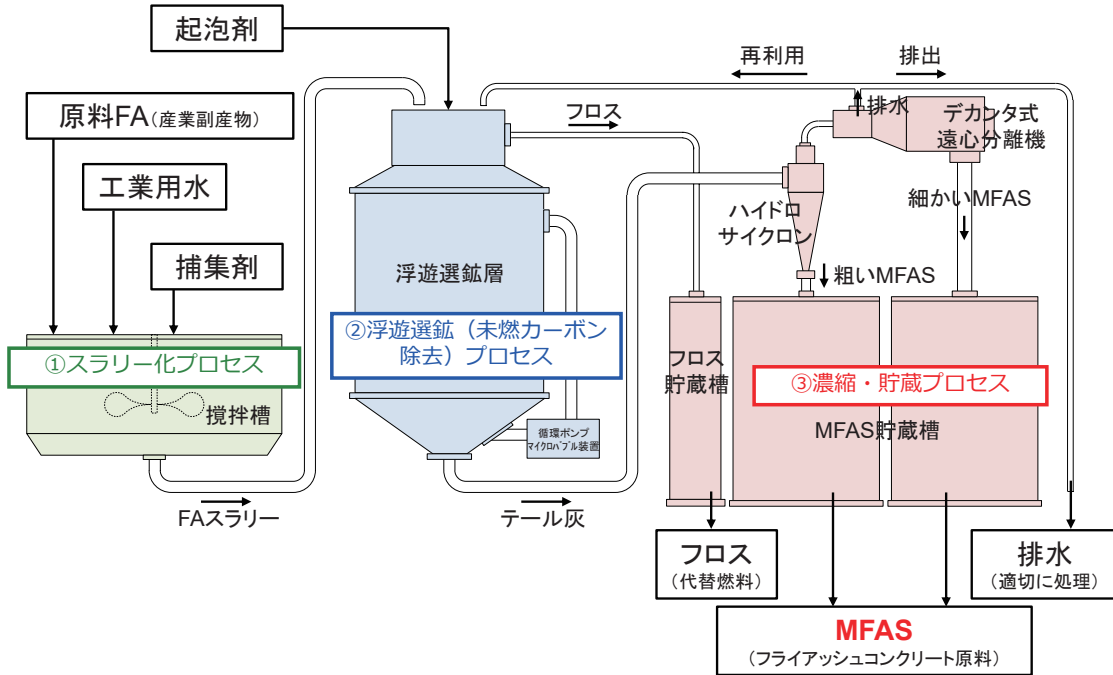 起泡剤
原料FA(産業副産物)
工業用水
捕集剤
①スラリー化プロセス
撹拌槽
FAスラリー
浮遊選鉱層
②浮遊選鉱(未燃カーボン
除去)プロセス
循環ポンプ
マイクロバブル装置
テール灰
フロス
再利用
排出
排水
デカンタ式
遠心分離機
ハイドロ
サイクロン
細かいMFAS
粗いMFAS
フロス
貯蔵槽
③濃縮・貯蔵プロセス
MFAS貯蔵槽
フロス
(代替燃料)
排水
(適切に処理)
MFAS
(フライアッシュコンクリート原料)